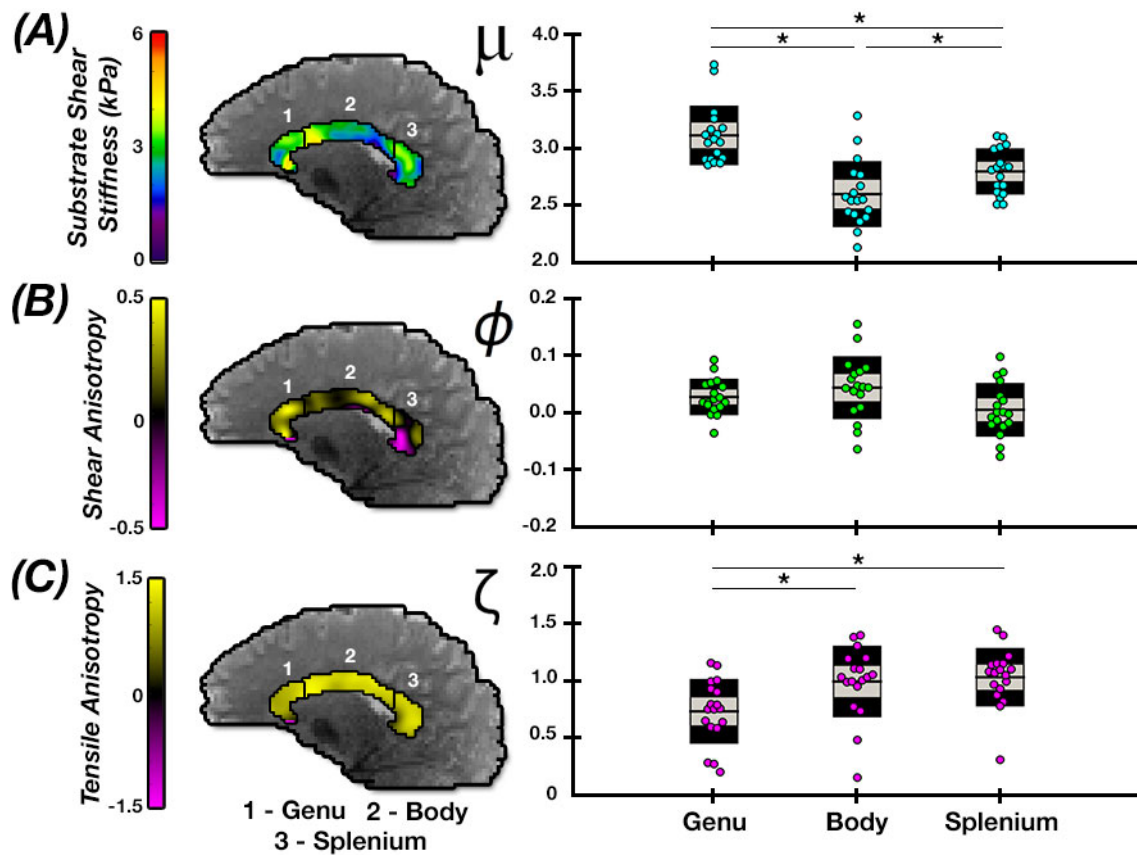 (A)
Substrate Shear
Stiffness (kPa)
6
3
0
1
2
3
μ
4.0
3.5
3.0
2.5
2.0
*
*
*
(B)
Shear Anisotropy
0.5
0
-0.5
1
2
3
ϕ
0.2
0.1
0.0
-0.1
-0.2
(C)
Tensile Anisotropy
1.5
0
-1.5
1
2
3
ζ
2.0
1.5
1.0
0.5
0
*
*
1 - Genu 2 - Body
3 - Splenium
Genu Body Splenium